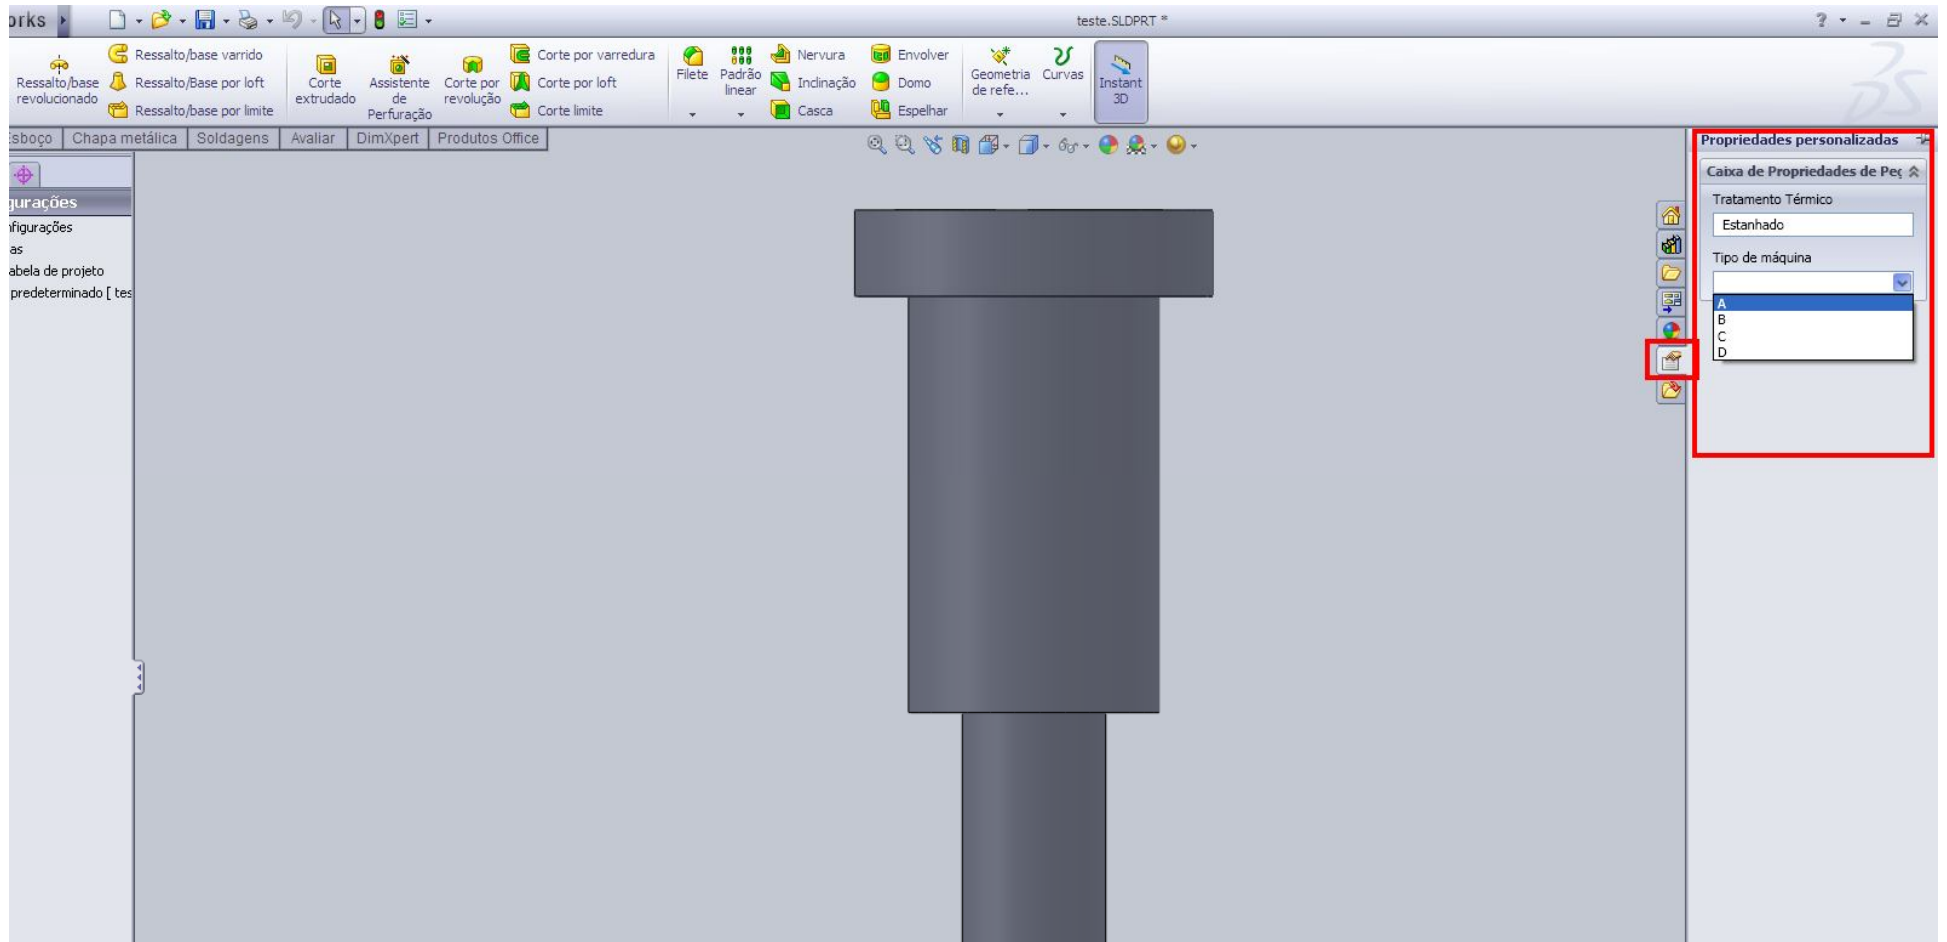 orks
teste.SLDPRT *
Ressalto/base
revolucionado
Ressalto/base varrido
Ressalto/Base por loft
Ressalto/base por limite
Corte
extrudado
Assistente
de
Perfuração
Corte por
revolução
Corte por varredura
Corte por loft
Corte limite
Filete
Padrão
linear
Nervura
Inclinação
Casca
Envolver
Domo
Espelhar
Geometria
de refe...
Curvas
Instant
3D
sboço
Chapa metálica
Soldagens
Avaliar
DimXpert
Produtos Office
gurações
nfigurações
as
abela de projeto
predeterminado [ tes
Propriedades personalizadas
Caixa de Propriedades de Peç
Tratamento Térmico
Estanhado
Tipo de máquina
A
B
C
D